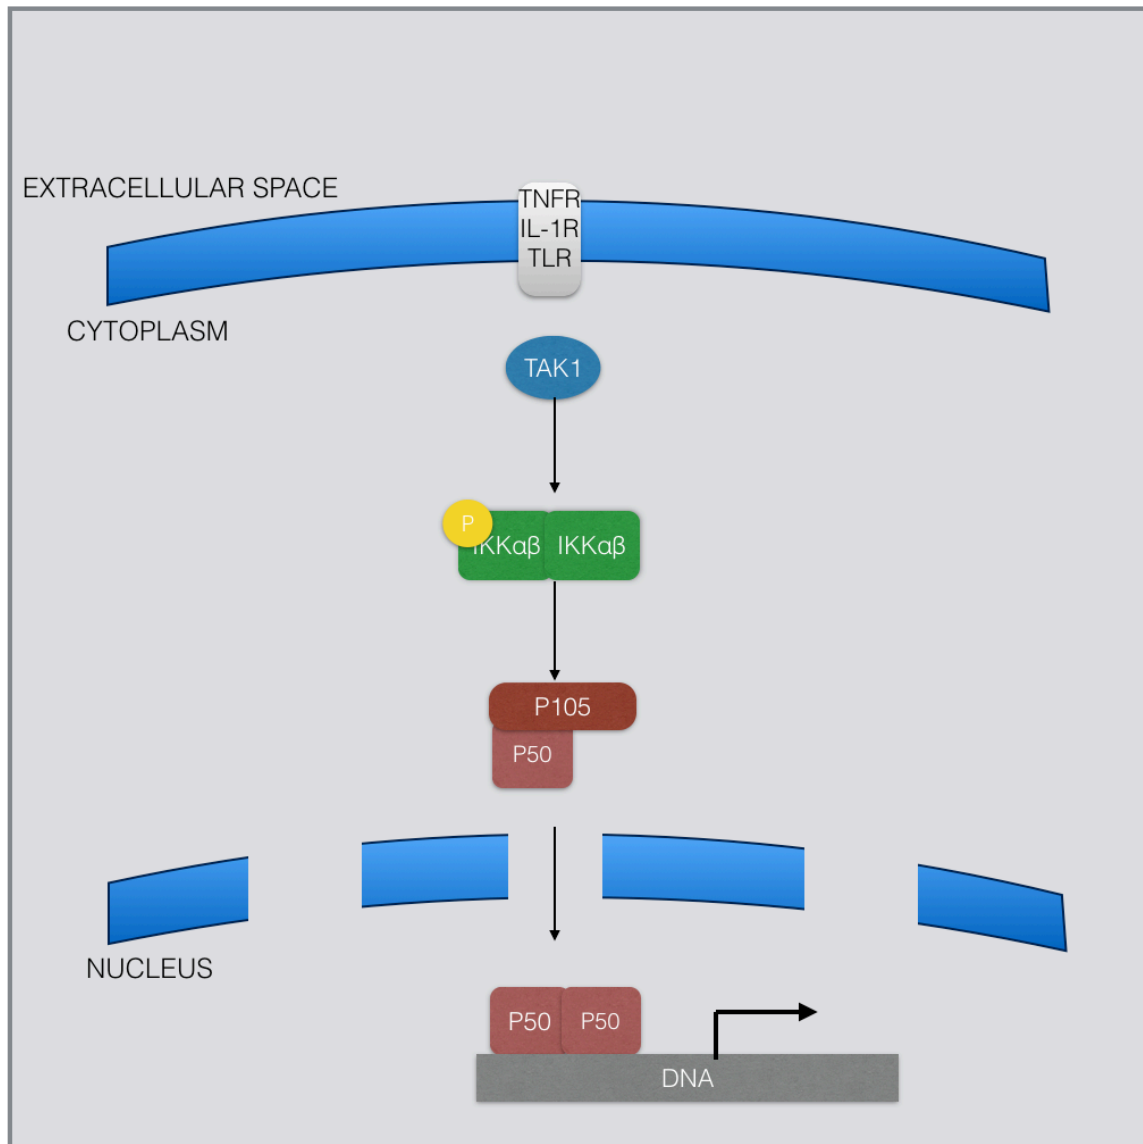 EXTRACELLULAR SPACE
TNFR
IL-1R
TLR
CYTOPLASM
TAK1
P
IKKαβ IKKαβ
P105
P50
NUCLEUS
P50 P50
DNA